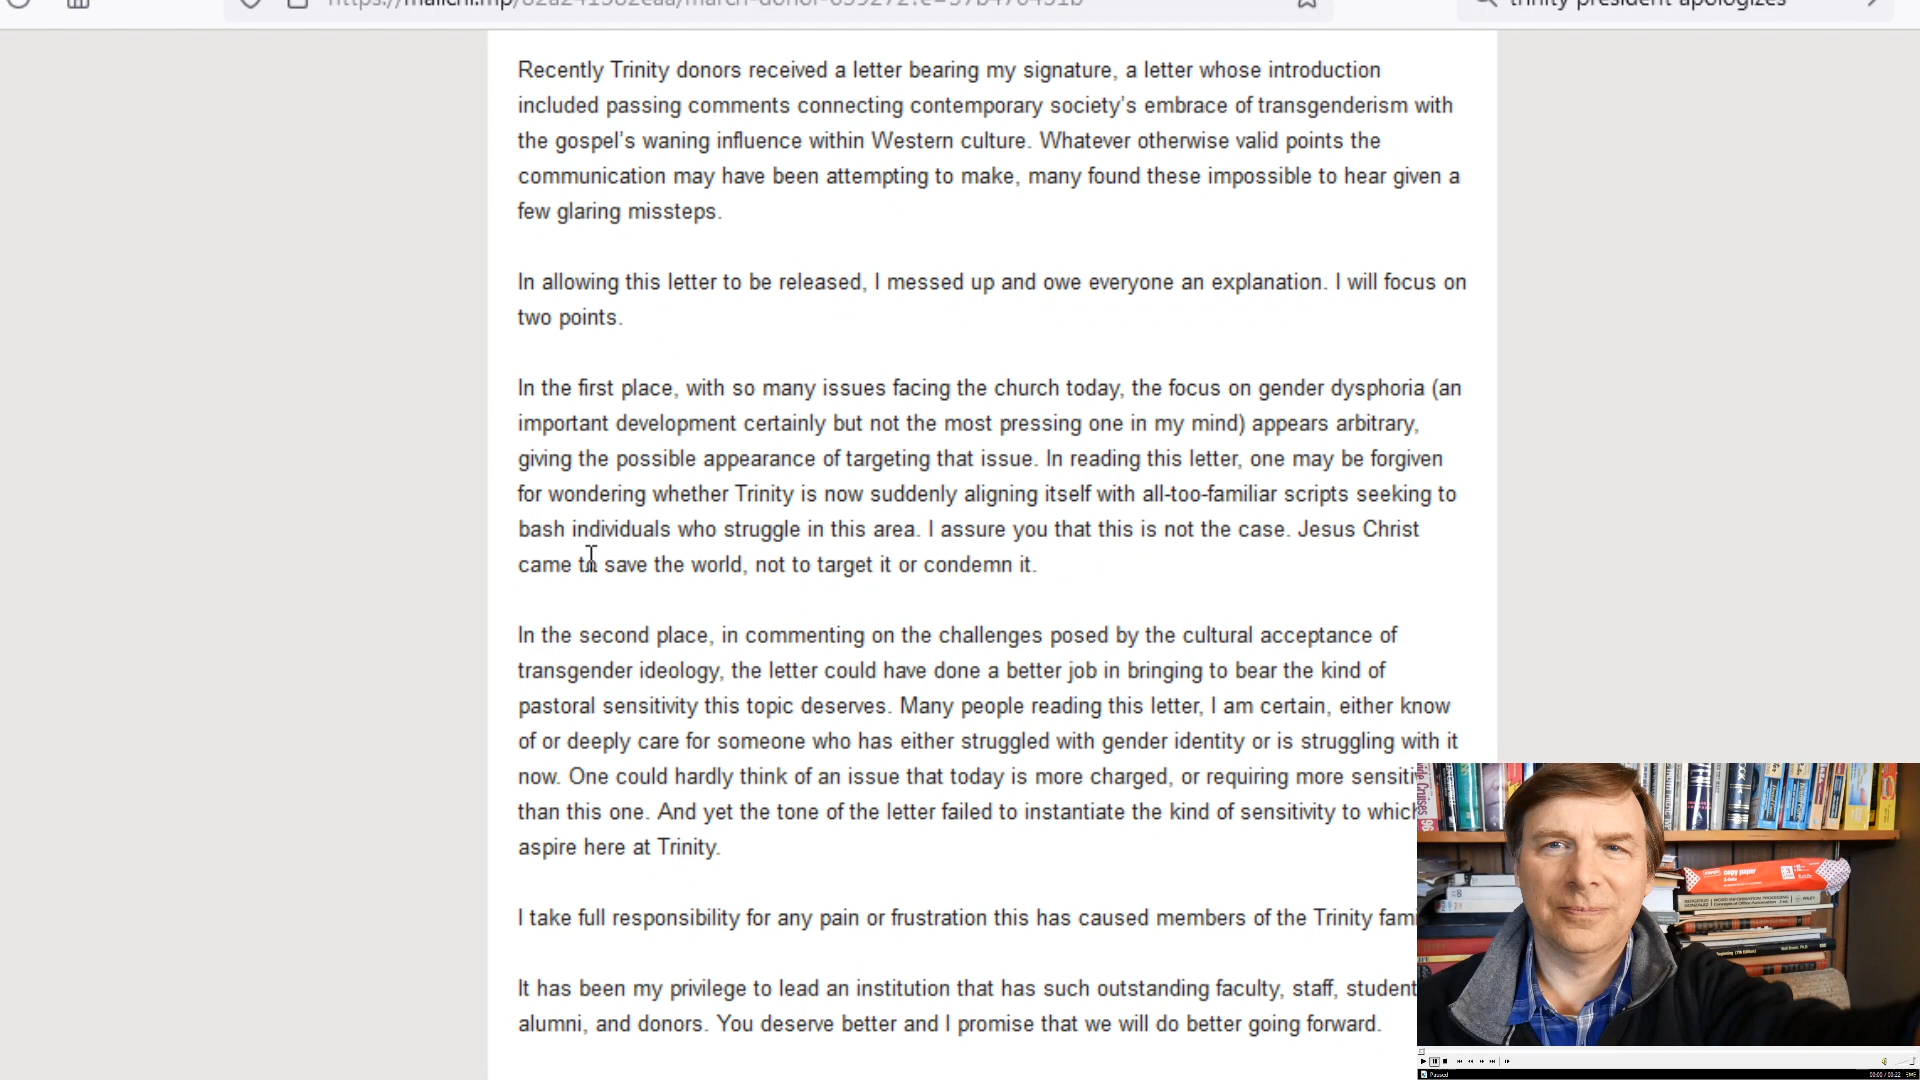 https://mailchi.mp/
trinity president apologizes
Recently Trinity donors received a letter bearing my signature, a letter whose introduction
included passing comments connecting contemporary society's embrace of transgenderism with
the gospel's waning influence within Western culture. Whatever otherwise valid points the
communication may have been attempting to make, many found these impossible to hear given a
few glaring missteps.
In allowing this letter to be released, I messed up and owe everyone an explanation. I will focus on
two points.
In the first place, with so many issues facing the church today, the focus on gender dysphoria (an
important development certainly but not the most pressing one in my mind) appears arbitrary,
giving the possible appearance of targeting that issue. In reading this letter, one may be forgiven
for wondering whether Trinity is now suddenly aligning itself with all-too-familiar scripts seeking to
bash individuals who struggle in this area. I assure you that this is not the case. Jesus Christ
came to save the world, not to target it or condemn it.
In the second place, in commenting on the challenges posed by the cultural acceptance of
transgender ideology, the letter could have done a better job in bringing to bear the kind of
pastoral sensitivity this topic deserves. Many people reading this letter, I am certain, either know
of or deeply care for someone who has either struggled with gender identity or is struggling with it
now. One could hardly think of an issue that today is more charged, or requiring more sensiti
than this one. And yet the tone of the letter failed to instantiate the kind of sensitivity to which
aspire here at Trinity.
I take full responsibility for any pain or frustration this has caused members of the Trinity fam
It has been my privilege to lead an institution that has such outstanding faculty, staff, student
alumni, and donors. You deserve better and I promise that we will do better going forward.
copy paper
Paused